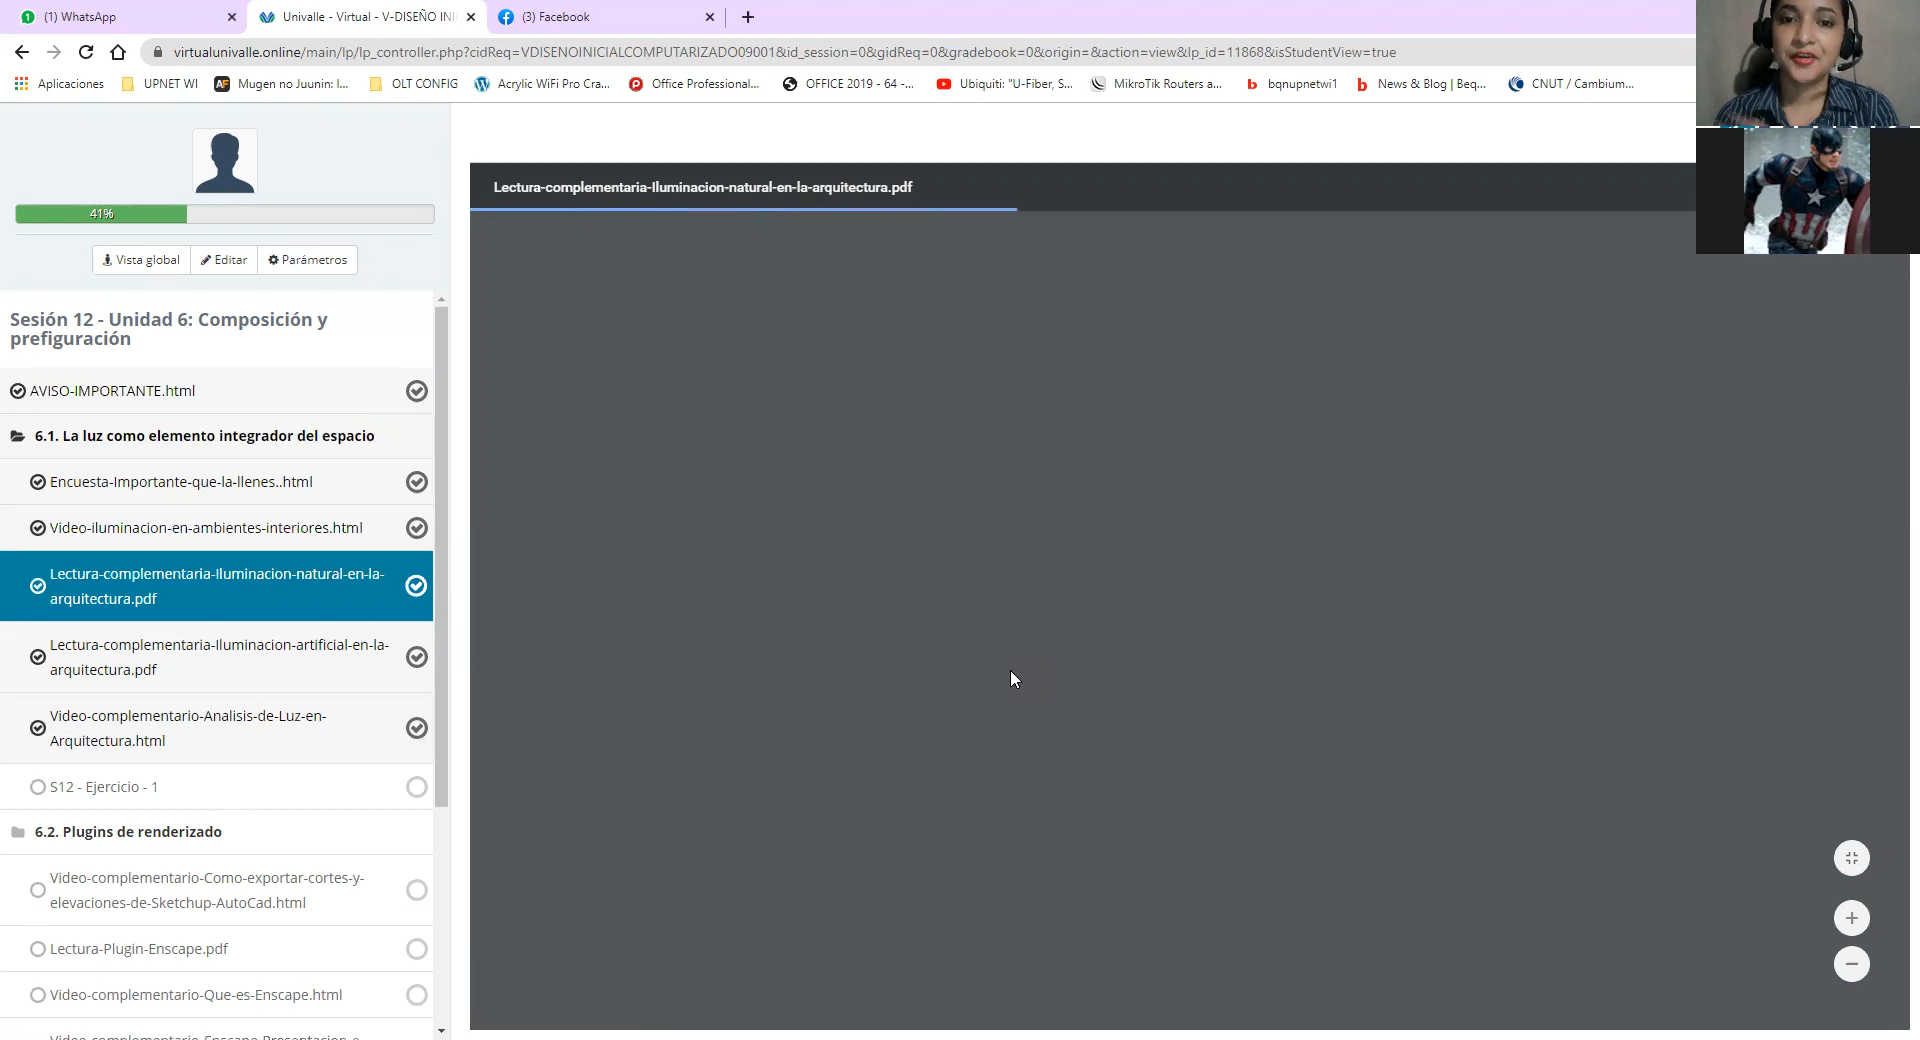 (1) WhatsApp
Univalle - Virtual - V-DISEÑO INI
(3) Facebook
virtualunivalle.online/main/lp/lp_controller.php?cidReq=VDISENOINICIALCOMPUTARIZADO09001&id_session=0&gidReq=0&gradebook=0&origin=&action=view&lp_id=11868&isStudentView=true
Aplicaciones
UPNET WI
Mugen no Juunin: I...
OLT CONFIG
Acrylic WiFi Pro Cra...
Office Professional...
OFFICE 2019 - 64 -...
Ubiquiti: "U-Fiber, S...
MikroTik Routers a...
bqnupnetwi1
News & Blog | Beq...
CNUT / Cambium...
41%
Vista global
Editar
Parámetros
Sesión 12 - Unidad 6: Composición y
prefiguración
AVISO-IMPORTANTE.html
6.1. La luz como elemento integrador del espacio
Encuesta-Importante-que-la-llenes..html
Video-iluminacion-en-ambientes-interiores.html
Lectura-complementaria-Iluminacion-natural-en-la-
arquitectura.pdf
Lectura-complementaria-Iluminacion-artificial-en-la-
arquitectura.pdf
Video-complementario-Analisis-de-Luz-en-
Arquitectura.html
S12 - Ejercicio - 1
6.2. Plugins de renderizado
Video-complementario-Como-exportar-cortes-y-
elevaciones-de-Sketchup-AutoCad.html
Lectura-Plugin-Enscape.pdf
Video-complementario-Que-es-Enscape.html
Video-complementario-Enscape-Presentacion-e-
Lectura-complementaria-Iluminacion-natural-en-la-arquitectura.pdf